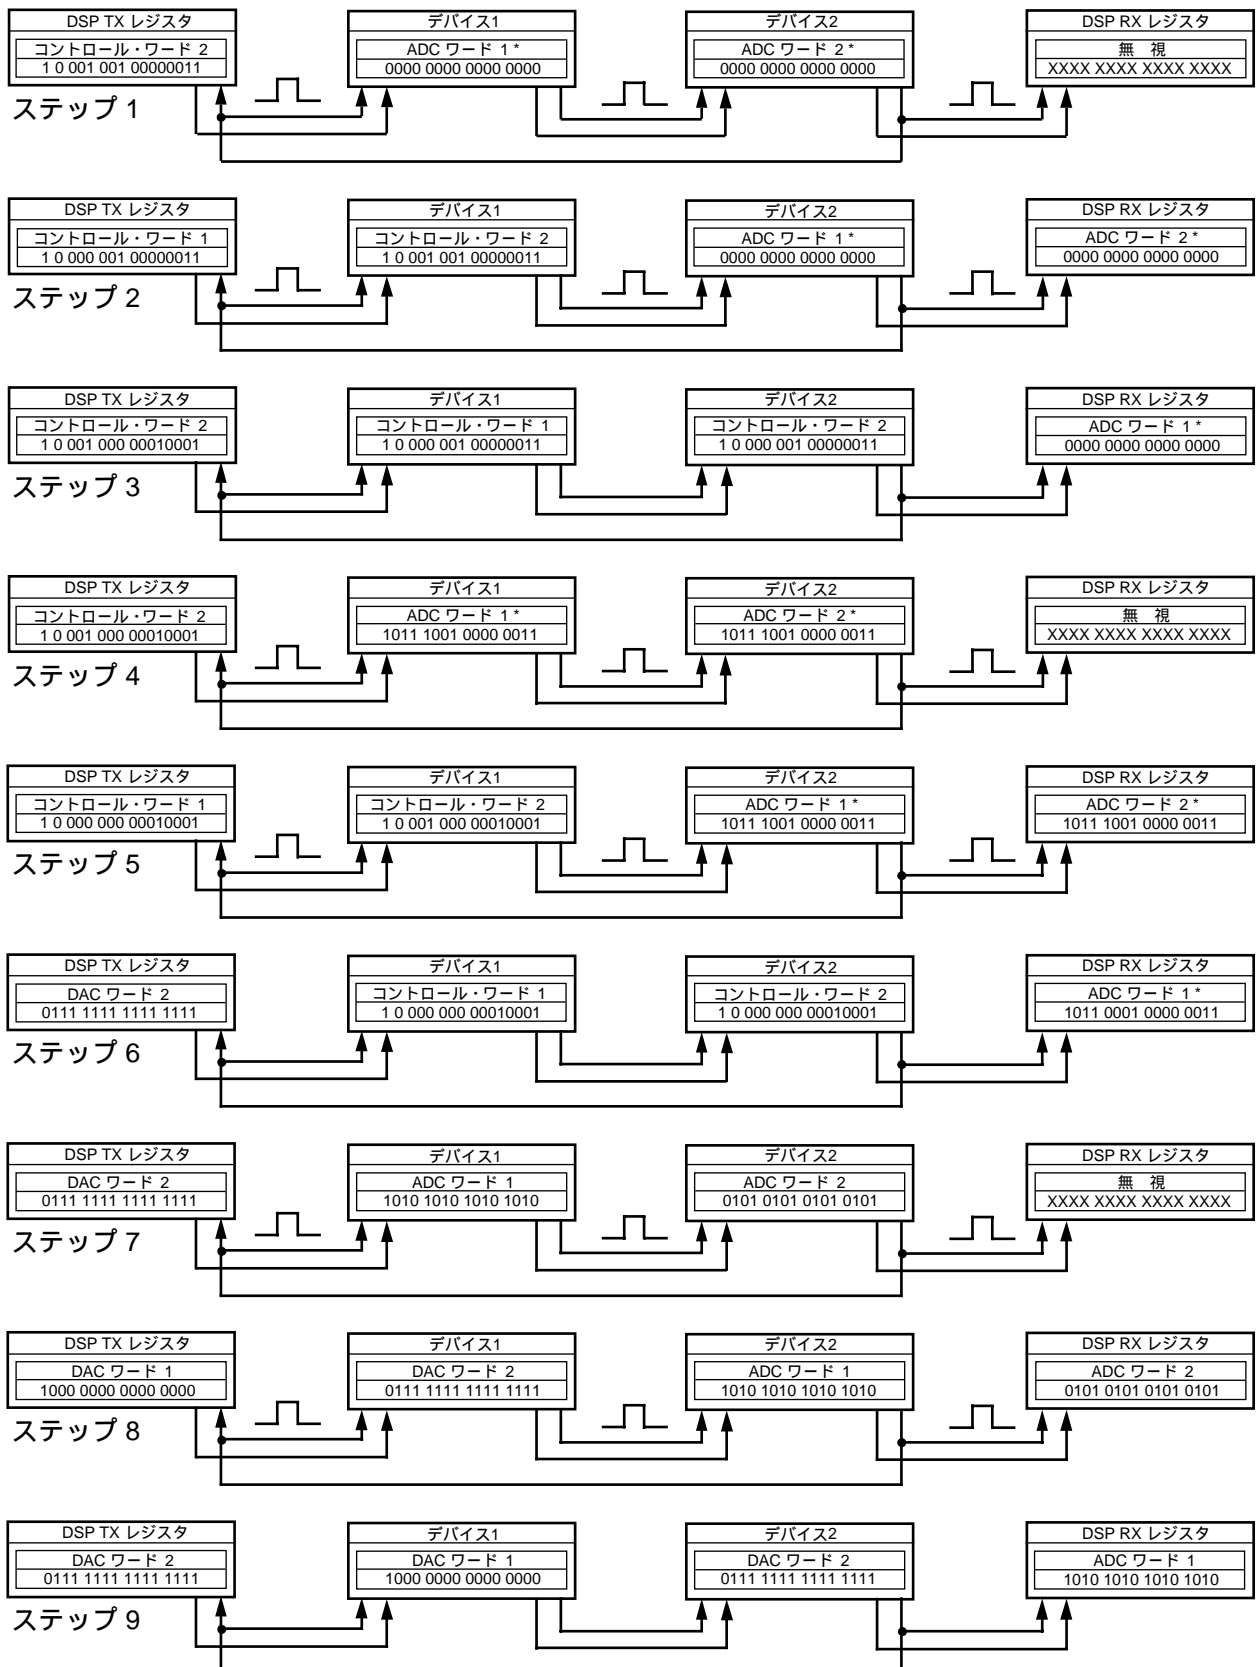 DSP TX レジスタ
コントロール・ワード 2
1 0 001 001 00000011
デバイス1
ADC ワード 1 *
0000 0000 0000 0000
デバイス2
ADC ワード 2 *
0000 0000 0000 0000
DSP RX レジスタ
無 視
XXXX XXXX XXXX XXXX
ステップ 1
DSP TX レジスタ
コントロール・ワード 1
1 0 000 001 00000011
デバイス1
コントロール・ワード 2
1 0 001 001 00000011
デバイス2
ADC ワード 1 *
0000 0000 0000 0000
DSP RX レジスタ
ADC ワード 2 *
0000 0000 0000 0000
ステップ 2
DSP TX レジスタ
コントロール・ワード 2
1 0 001 000 00010001
デバイス1
コントロール・ワード 1
1 0 000 001 00000011
デバイス2
コントロール・ワード 2
1 0 000 001 00000011
DSP RX レジスタ
ADC ワード 1 *
0000 0000 0000 0000
ステップ 3
DSP TX レジスタ
コントロール・ワード 2
1 0 001 000 00010001
デバイス1
ADC ワード 1 *
1011 1001 0000 0011
デバイス2
ADC ワード 2 *
1011 1001 0000 0011
DSP RX レジスタ
無 視
XXXX XXXX XXXX XXXX
ステップ 4
DSP TX レジスタ
コントロール・ワード 1
1 0 000 000 00010001
デバイス1
コントロール・ワード 2
1 0 001 000 00010001
デバイス2
ADC ワード 1 *
1011 1001 0000 0011
DSP RX レジスタ
ADC ワード 2 *
1011 1001 0000 0011
ステップ 5
DSP TX レジスタ
DAC ワード 2
0111 1111 1111 1111
デバイス1
コントロール・ワード 1
1 0 000 000 00010001
デバイス2
コントロール・ワード 2
1 0 000 000 00010001
DSP RX レジスタ
ADC ワード 1 *
1011 0001 0000 0011
ステップ 6
DSP TX レジスタ
DAC ワード 2
0111 1111 1111 1111
デバイス1
ADC ワード 1
1010 1010 1010 1010
デバイス2
ADC ワード 2
0101 0101 0101 0101
DSP RX レジスタ
無 視
XXXX XXXX XXXX XXXX
ステップ 7
DSP TX レジスタ
DAC ワード 1
1000 0000 0000 0000
デバイス1
DAC ワード 2
0111 1111 1111 1111
デバイス2
ADC ワード 1
1010 1010 1010 1010
DSP RX レジスタ
ADC ワード 2
0101 0101 0101 0101
ステップ 8
DSP TX レジスタ
DAC ワード 2
0111 1111 1111 1111
デバイス1
DAC ワード 1
1000 0000 0000 0000
デバイス2
DAC ワード 2
0111 1111 1111 1111
DSP RX レジスタ
ADC ワード 1
1010 1010 1010 1010
ステップ 9